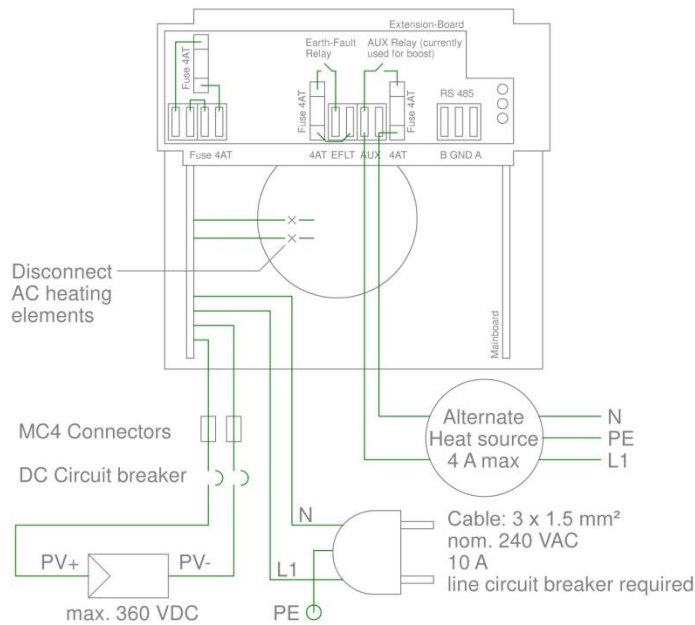 Extension-Board
Earth-Fault
Relay
AUX Relay (currently
used for boost)
Fuse 4AT
Fuse 4AT
Fuse 4AT
RS 485
Fuse 4AT
4AT EFLT AUX 4AT
B GND A
Disconnect
AC heating
elements
Mainboard
MC4 Connectors
DC Circuit breaker
Alternate
Heat source
4 A max
N
PE
L1
PV+
PV-
max. 360 VDC
N
L1
PE
Cable: 3 x 1.5 mm²
nom. 240 VAC
10 A
line circuit breaker required